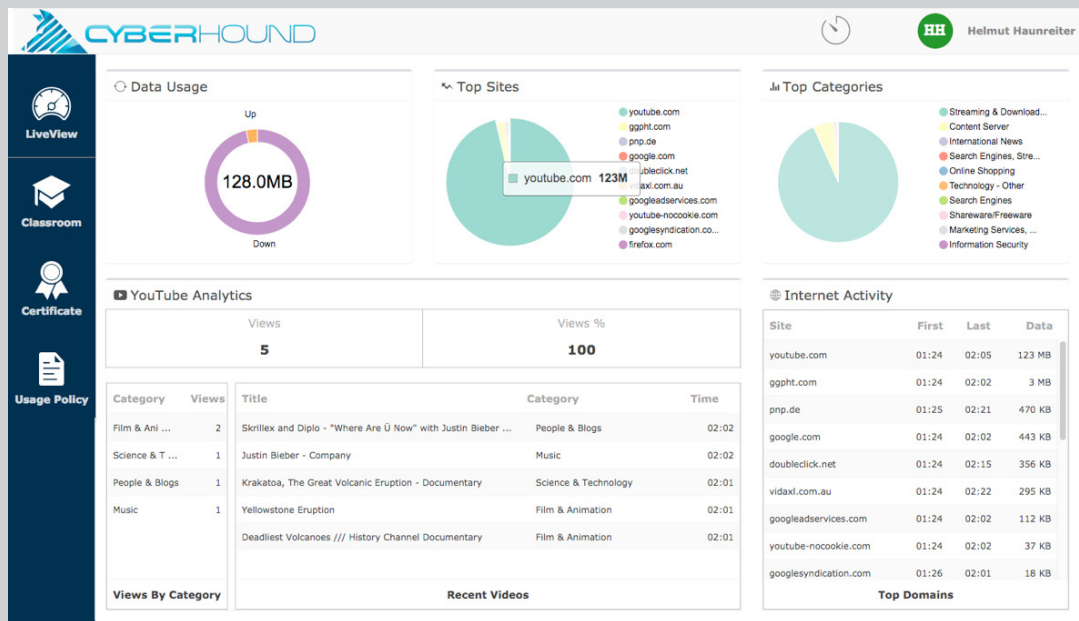 CYBERHOUND
HH Helmut Haunreiter
LiveView
Classroom
Certificate
Usage Policy
Data Usage
Up
128.0MB
Down
Top Sites
youtube.com
ggpht.com
pnp.de
google.com
doubleclick.net
vidaxl.com.au
googleadservices.com
youtube-nocookie.com
googlesyndication.co...
firefox.com
youtube.com 123M
Top Categories
Streaming & Download...
Content Server
International News
Search Engines, Stre...
Online Shopping
Technology - Other
Search Engines
Shareware/Freeware
Marketing Services, ...
Information Security
YouTube Analytics
Views Views %
5 100
Category Views
Film & Ani ... 2
Science & T ... 1
People & Blogs 1
Music 1
Views By Category
Title Category Time
Skrillex and Diplo - "Where Are Ü Now" with Justin Bieber ... People & Blogs 02:02
Justin Bieber - Company Music 02:02
Krakatoa, The Great Volcanic Eruption - Documentary Science & Technology 02:01
Yellowstone Eruption Film & Animation 02:01
Deadliest Volcanoes /// History Channel Documentary Film & Animation 02:01
Recent Videos
Internet Activity
Site First Last Data
youtube.com 01:24 02:05 123 MB
ggpht.com 01:24 02:02 3 MB
pnp.de 01:25 02:21 470 KB
google.com 01:24 02:02 443 KB
doubleclick.net 01:24 02:15 356 KB
vidaxl.com.au 01:24 02:22 295 KB
googleadservices.com 01:24 02:02 112 KB
youtube-nocookie.com 01:24 02:02 37 KB
googlesyndication.com 01:26 02:01 18 KB
Top Domains